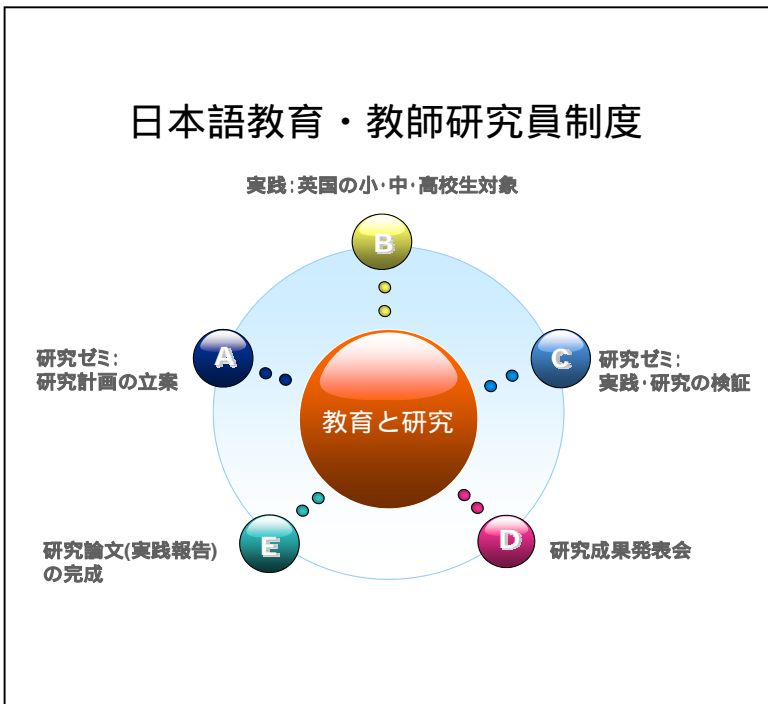 日本語教育・教師研究員制度
実践:英国の小・中・高校生対象
B
A
研究ゼミ:
研究計画の立案
C
研究ゼミ:
実践・研究の検証
教育と研究
E
研究論文(実践報告)
の完成
D
研究成果発表会